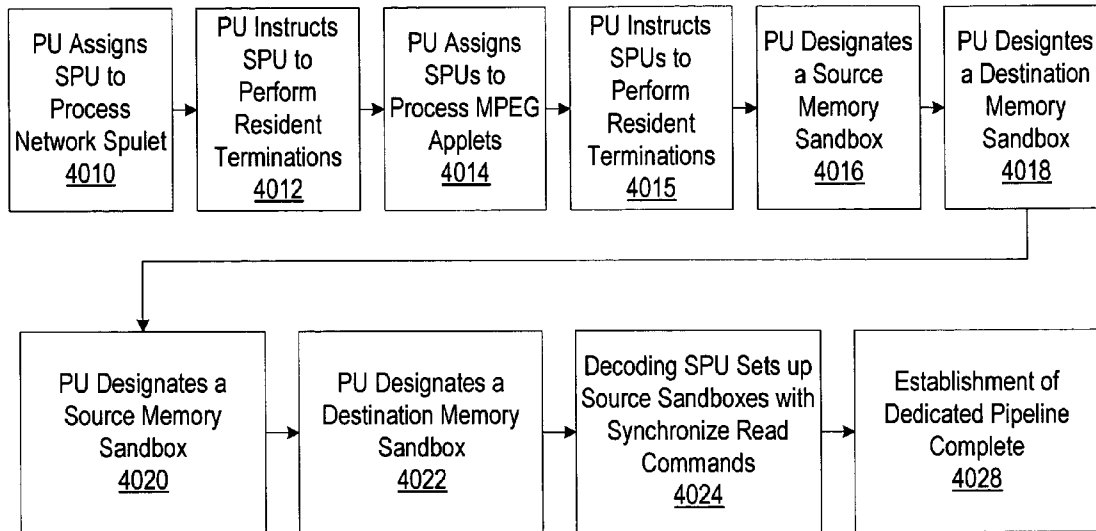 PU Assigns
SPU to
Process
Network Spulet
4010
PU Instructs
SPU to
Perform
Resident
Terminations
4012
PU Assigns
SPUs to
Process MPEG
Applets
4014
PU Instructs
SPUs to
Perform
Resident
Terminations
4015
PU Designates
a Source
Memory
Sandbox
4016
PU Designtes
a Destination
Memory
Sandbox
4018
PU Designates a
Source Memory
Sandbox
4020
PU Designates a
Destination Memory
Sandbox
4022
Decoding SPU Sets up
Source Sandboxes with
Synchronize Read
Commands
4024
Establishment of
Dedicated Pipeline
Complete
4028